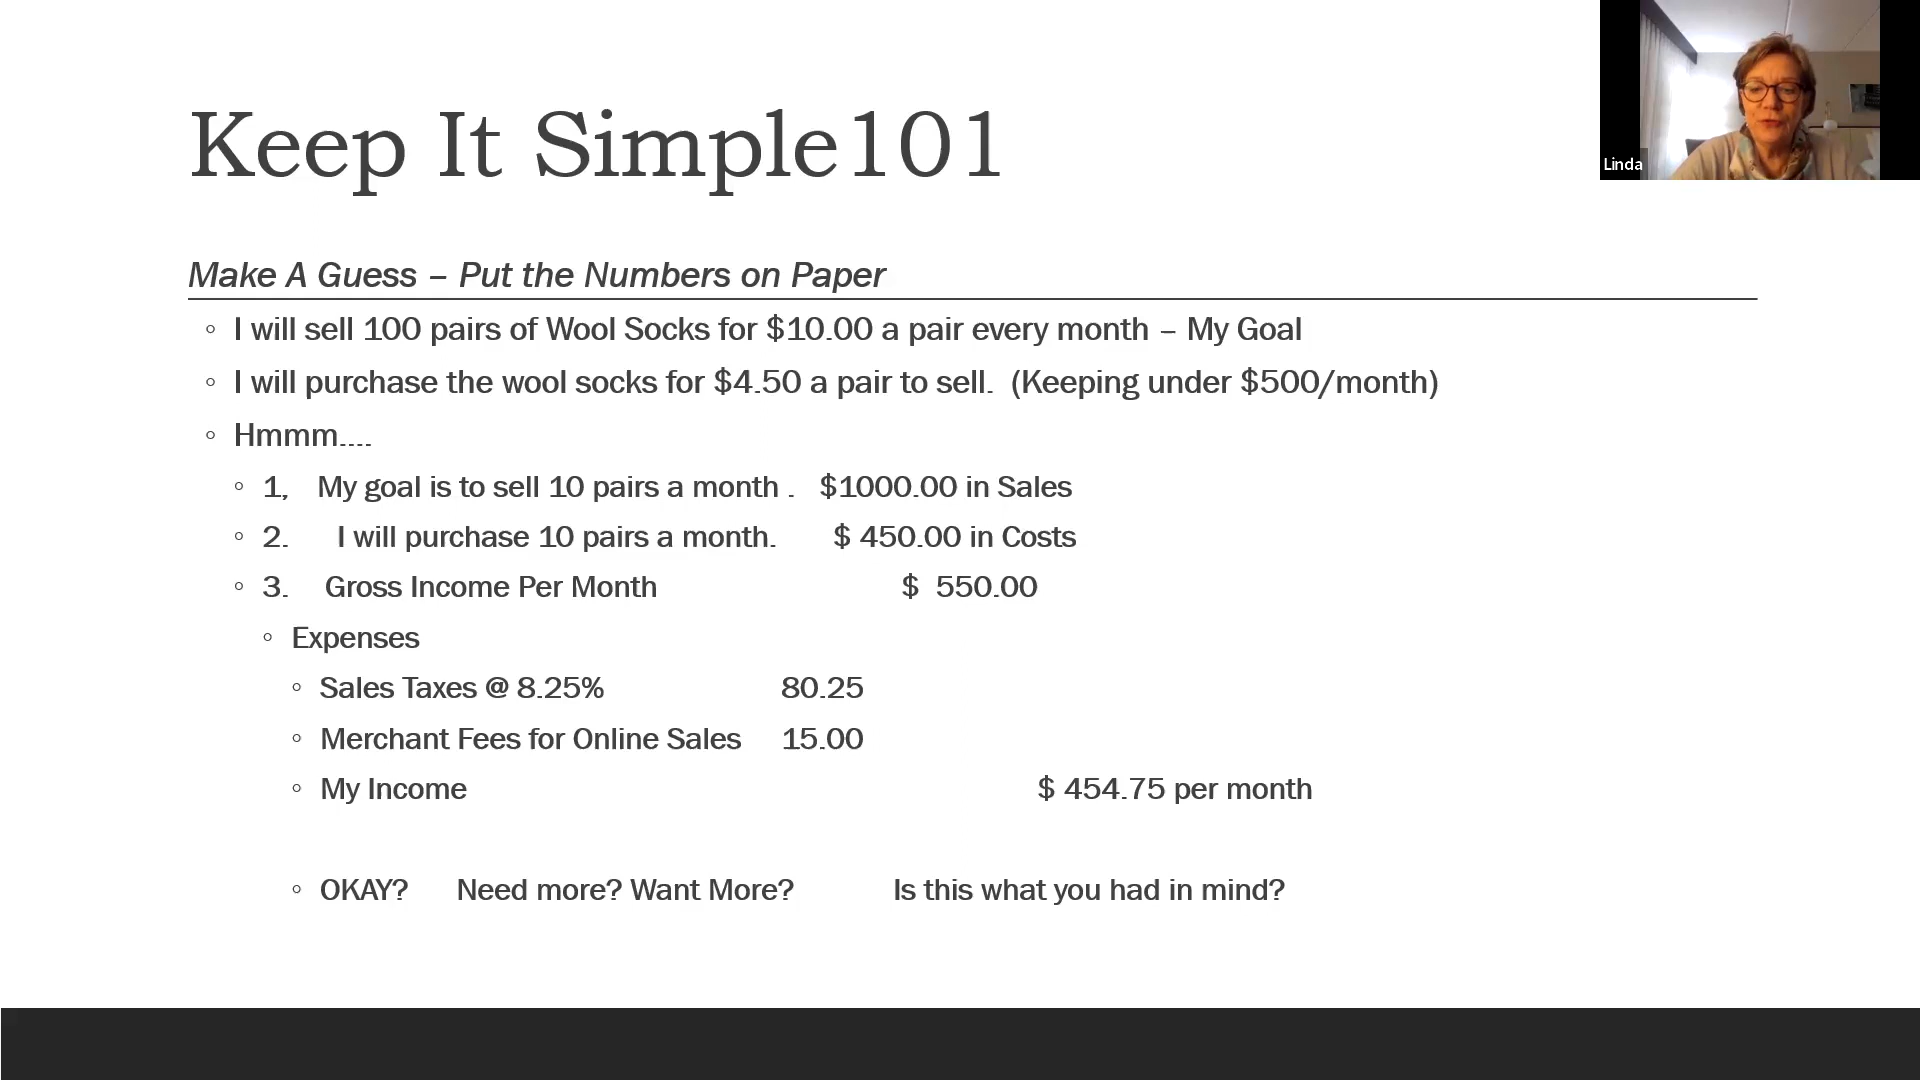 Keep It Simple101
Linda
Make A Guess – Put the Numbers on Paper
◦ I will sell 100 pairs of Wool Socks for $10.00 a pair every month – My Goal
◦ I will purchase the wool socks for $4.50 a pair to sell. (Keeping under $500/month)
◦ Hmmm....
◦ 1, My goal is to sell 10 pairs a month . $1000.00 in Sales
◦ 2. I will purchase 10 pairs a month. $ 450.00 in Costs
◦ 3. Gross Income Per Month $ 550.00
◦ Expenses
◦ Sales Taxes @ 8.25% 80.25
◦ Merchant Fees for Online Sales 15.00
◦ My Income $ 454.75 per month
◦ OKAY? Need more? Want More? Is this what you had in mind?